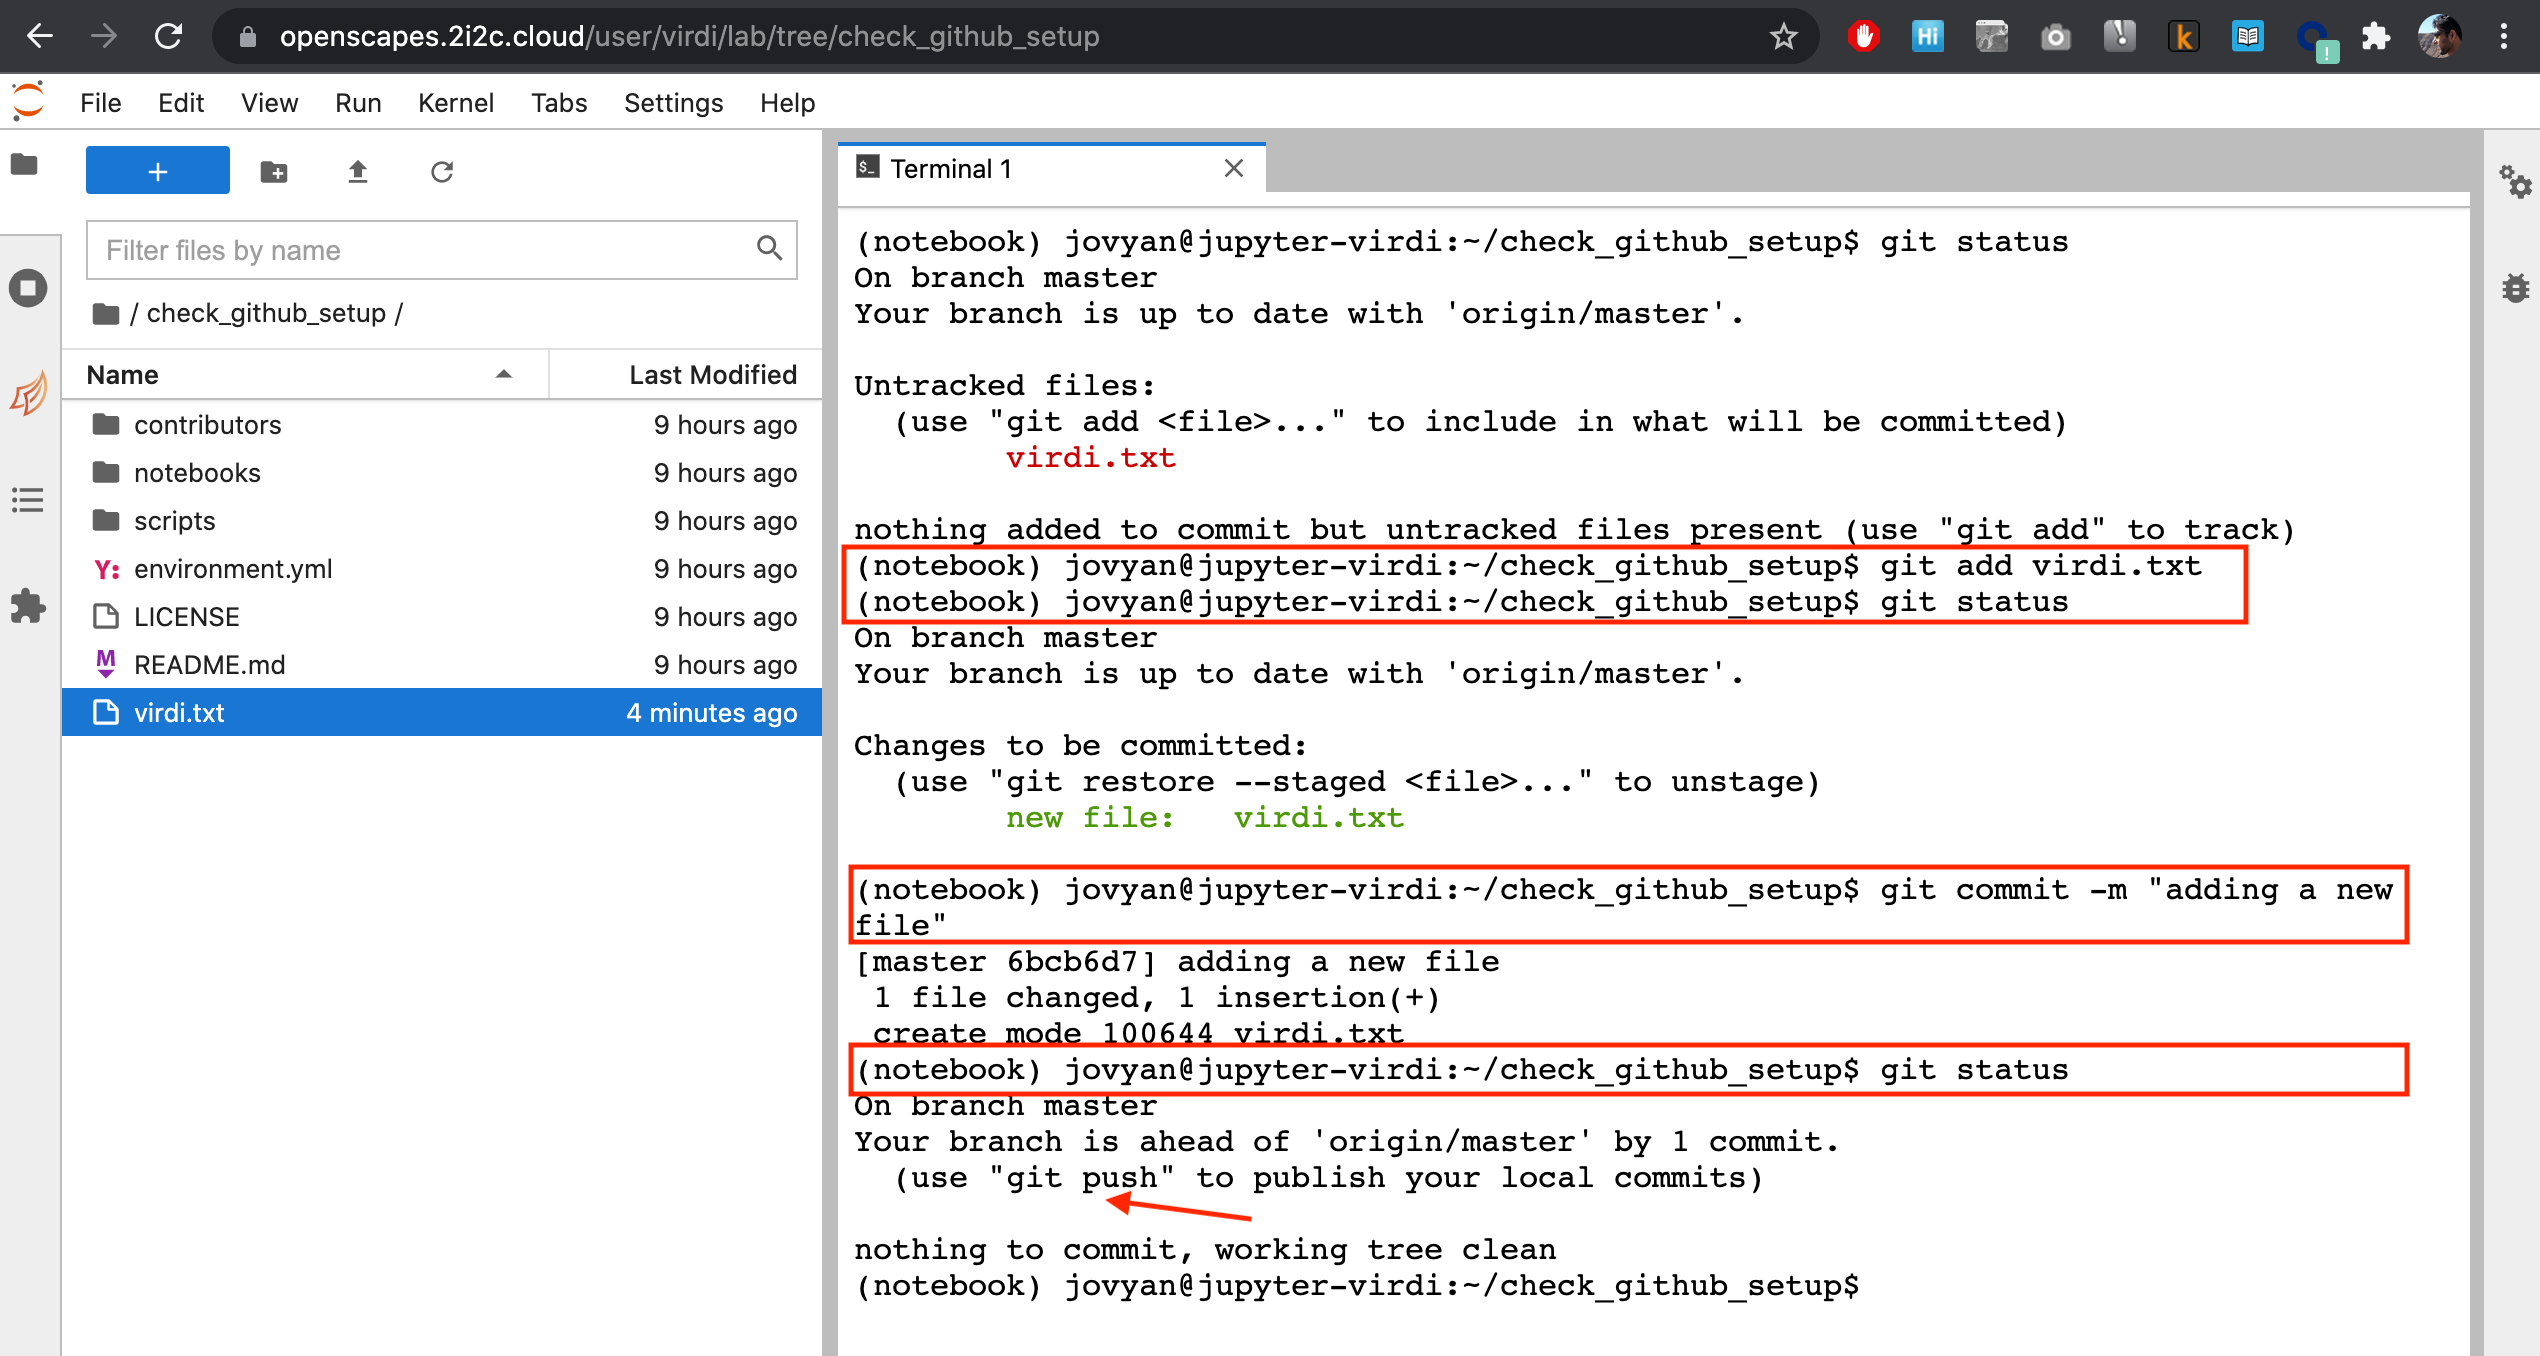 openscapes.2i2c.cloud/user/virdi/lab/tree/check_github_setup
Hi
k
!
File Edit View Run Kernel Tabs Settings Help
+
Filter files by name
/ check_github_setup /
Name Last Modified
contributors 9 hours ago
notebooks 9 hours ago
scripts 9 hours ago
Y: environment.yml 9 hours ago
LICENSE 9 hours ago
M README.md 9 hours ago
virdi.txt 4 minutes ago
$_ Terminal 1
(notebook) jovyan@jupyter-virdi:~/check_github_setup$ git status
On branch master
Your branch is up to date with 'origin/master'.
Untracked files:
(use "git add <file>..." to include in what will be committed)
virdi.txt
nothing added to commit but untracked files present (use "git add" to track)
(notebook) jovyan@jupyter-virdi:~/check_github_setup$ git add virdi.txt
(notebook) jovyan@jupyter-virdi:~/check_github_setup$ git status
On branch master
Your branch is up to date with 'origin/master'.
Changes to be committed:
(use "git restore --staged <file>..." to unstage)
new file: virdi.txt
(notebook) jovyan@jupyter-virdi:~/check_github_setup$ git commit -m "adding a new
file"
[master 6bcb6d7] adding a new file
1 file changed, 1 insertion(+)
create mode 100644 virdi.txt
(notebook) jovyan@jupyter-virdi:~/check_github_setup$ git status
On branch master
Your branch is ahead of 'origin/master' by 1 commit.
(use "git push" to publish your local commits)
nothing to commit, working tree clean
(notebook) jovyan@jupyter-virdi:~/check_github_setup$